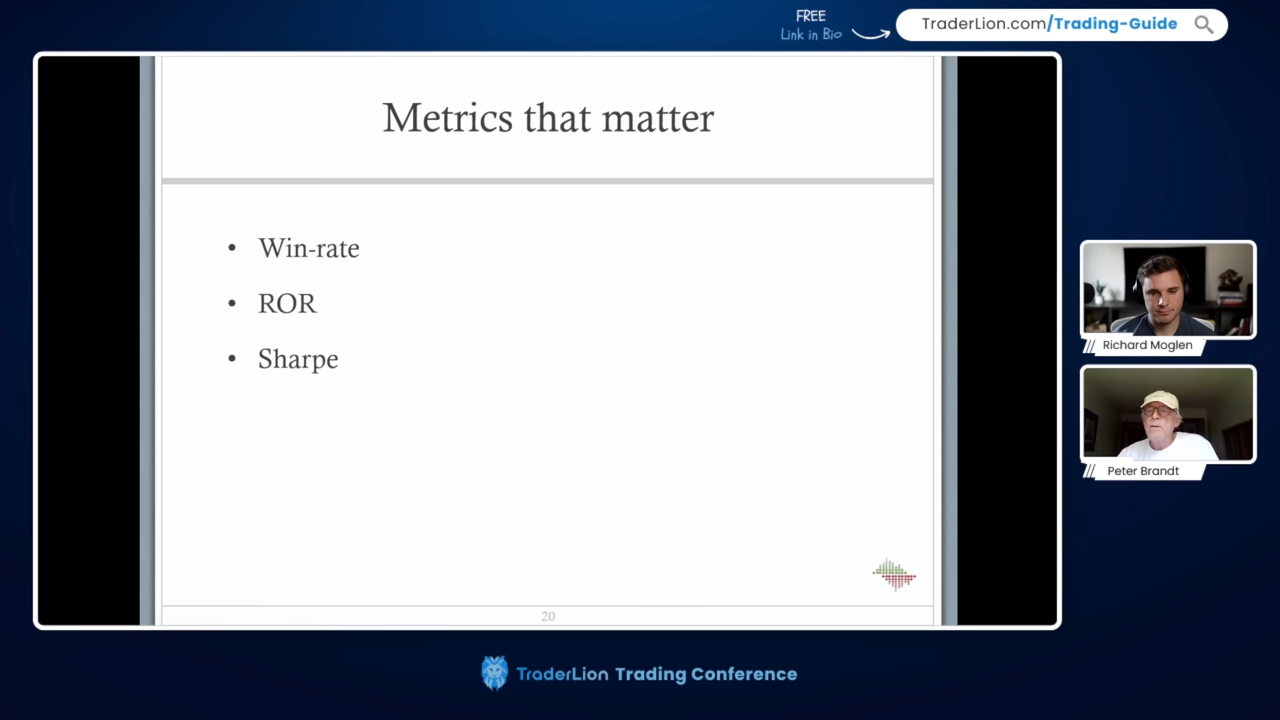 FREE
Link in Bio
TraderLion.com/Trading-Guide
Metrics that matter
• Win-rate
• ROR
• Sharpe
20
Richard Moglen
Peter Brandt
TraderLion Trading Conference